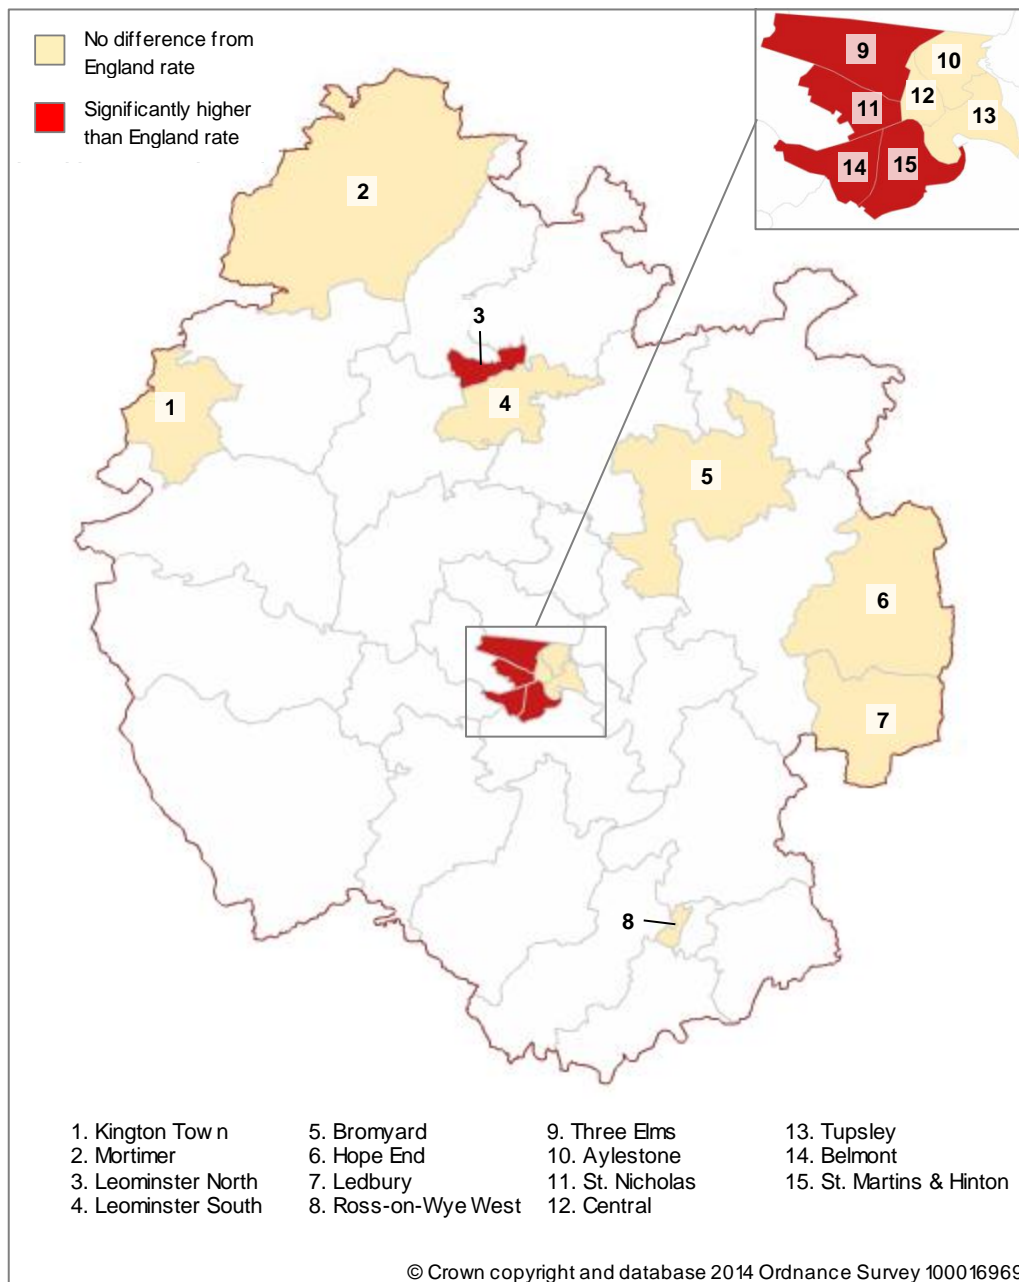 No difference from
England rate
Significantly higher
than England rate
9
10
12
11
13
14
15
2
3
1
4
5
6
7
8
1. Kington Town
2. Mortimer
3. Leominster North
4. Leominster South
5. Bromyard
6. Hope End
7. Ledbury
8. Ross-on-Wye West
9. Three Elms
10. Aylestone
11. St. Nicholas
12. Central
13. Tupsley
14. Belmont
15. St. Martins & Hinton
© Crown copyright and database 2014 Ordnance Survey 100016969